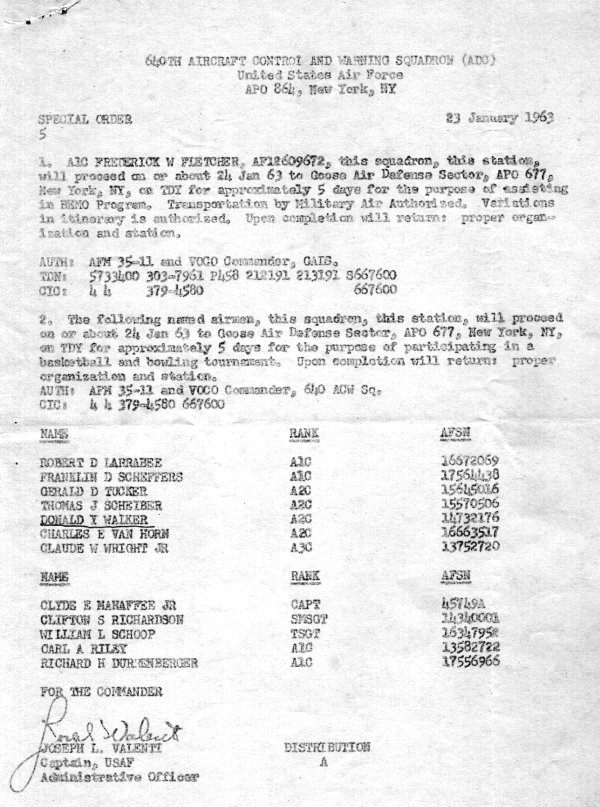 640TH AIRCRAFT CONTROL AND WARNING SQUADRON (ADC)
United States Air Force
APO 864, New York, NY
SPECIAL ORDER 23 January 1963
5
1. A1C FREDERICK W FLETCHER, AF12609672, this squadron, this station,
will proceed on or about 24 Jan 63 to Goose Air Defense Sector, APO 677,
New York, NY, on TDY for approximately 5 days for the purpose of assisting
in BEMO Program. Transportation by Military Air Authorized. Variations
in itinerary is authorized. Upon completion will return: proper organ-
ization and station.
AUTH: AFM 35-11 and VOCO Commander, GADS.
TDN: 5733400 303-7961 P458 212191 213191 S667600
CIC: 4 4 379-4580 667600
2. The following named airmen, this squadron, this station, will proceed
on or about 24 Jan 63 to Goose Air Defense Sector, APO 677, New York, NY,
on TDY for approximately 5 days for the purpose of participating in a
basketball and bowling tournament. Upon completion will return: proper
organization and station.
AUTH: AFM 35-11 and VOCO Commander, 640 ACW Sq.
CIC: 4 4 379-4580 667600
NAME RANK AFSN
ROBERT D LARRABEE A1C 16672069
FRANKLIN D SCHEFFERS A1C 17564438
GERALD D TUCKER A2C 15645016
THOMAS J SCHEIBER A2C 15570506
DONALD Y WALKER A2C 14732176
CHARLES E VAN HORN A2C 16663517
CLAUDE W WRIGHT JR A3C 13752720
NAME RANK AFSN
CLYDE E MAHAFFEE JR CAPT 45749A
CLIFTON S RICHARDSON SMSGT 14340001
WILLIAM L SCHOOP TSGT 16347952
CARL A RILEY A1C 13582722
RICHARD H DURTENBERGER A1C 17556966
FOR THE COMMANDER
JOSEPH L. VALENTI DISTRIBUTION
Captain, USAF A
Administrative Officer